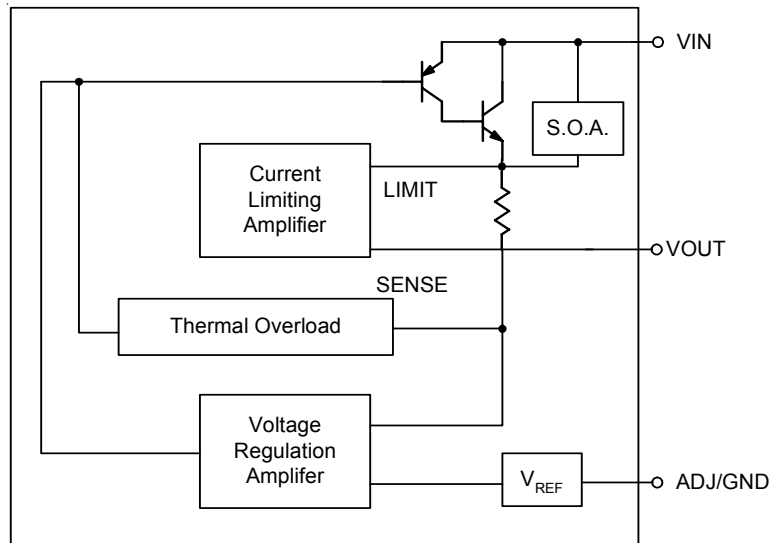 VIN
S.O.A.
Current
Limiting
Amplifier
LIMIT
VOUT
SENSE
Thermal Overload
Voltage
Regulation
Amplifer
VREF
ADJ/GND